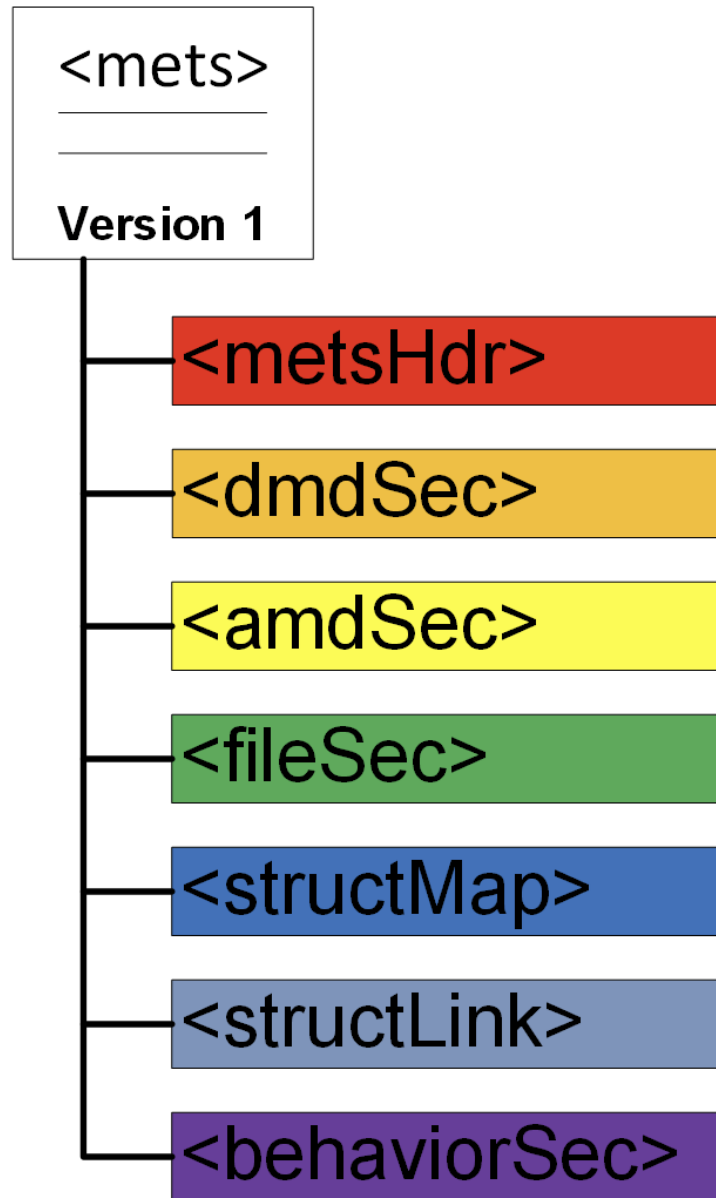 <mets>
Version 1
<metsHdr>
<dmdSec>
<amdSec>
<fileSec>
<structMap>
<structLink>
<behaviorSec>